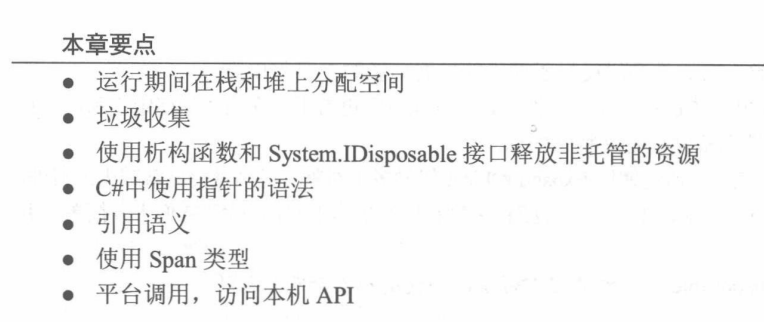 本章要点
● 运行期间在栈和堆上分配空间
● 垃圾收集
● 使用析构函数和 System.IDisposable 接口释放非托管的资源
● C#中使用指针的语法
● 引用语义
● 使用 Span 类型
● 平台调用，访问本机 API